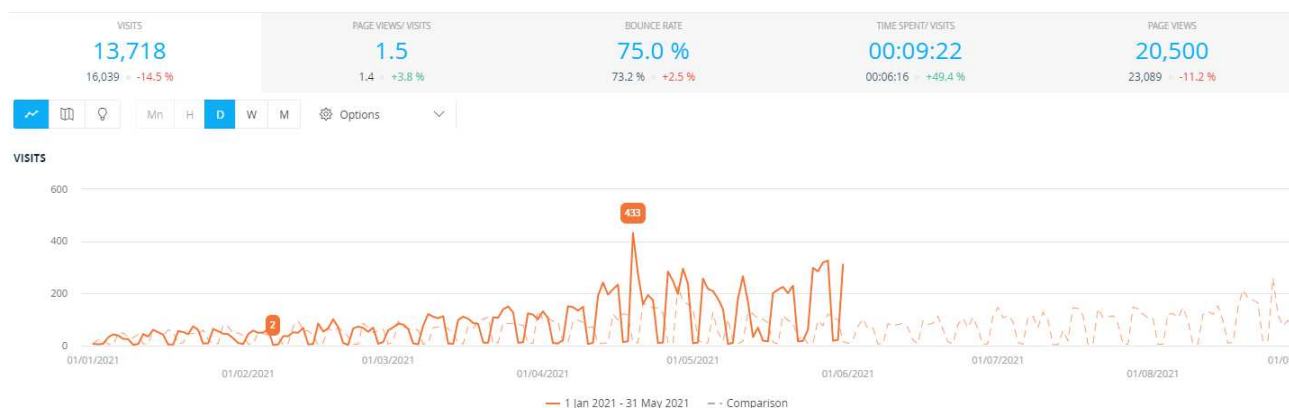 VISITS
13,718
16,039 -14.5 %
PAGE VIEWS/ VISITS
1.5
1.4 +3.8 %
BOUNCE RATE
75.0 %
73.2 % +2.5 %
TIME SPENT/ VISITS
00:09:22
00:06:16 +49.4 %
PAGE VIEWS
20,500
23,089 -11.2 %
Mn H D W M Options
VISITS
600
400
200
0
433
2
01/01/2021
01/02/2021
01/03/2021
01/04/2021
01/05/2021
01/06/2021
01/07/2021
01/08/2021
1 Jan 2021 - 31 May 2021 Comparison